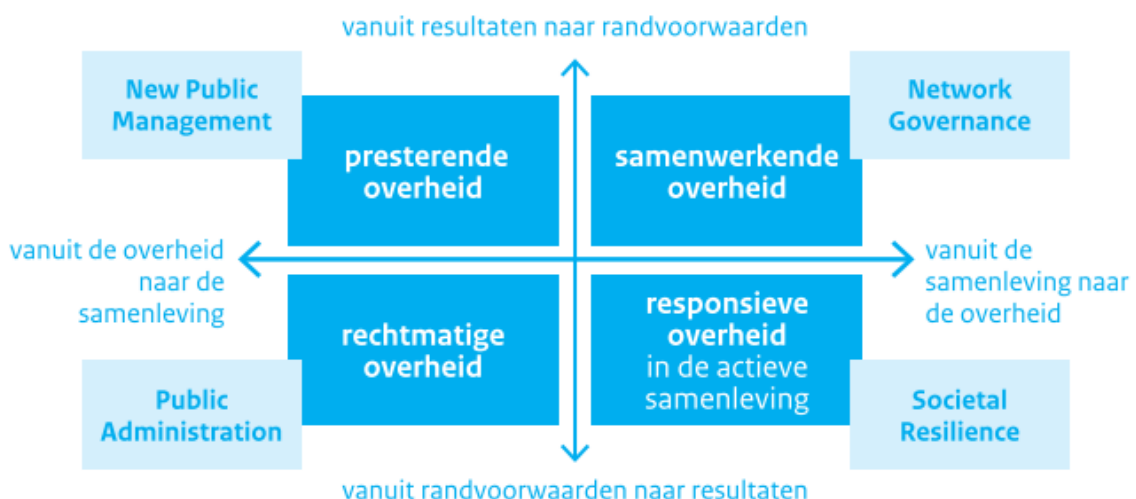 vanuit resultaten naar randvoorwaarden
New Public
Management
Network
Governance
presterende
overheid
samenwerkende
overheid
vanuit de overheid
naar de
samenleving
vanuit de
samenleving naar
de overheid
rechtmatige
overheid
responsieve
overheid
in de actieve
samenleving
Public
Administration
Societal
Resilience
vanuit randvoorwaarden naar resultaten